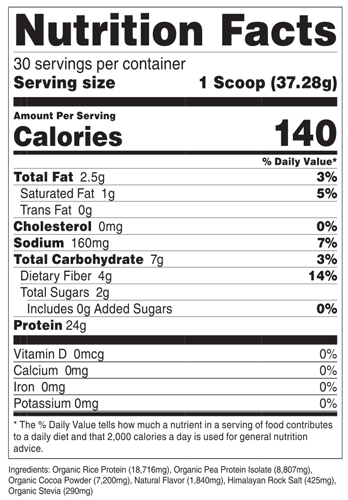 Nutrition Facts
30 servings per container
Serving size 1 Scoop (37.28g)
Amount Per Serving
Calories 140
% Daily Value*
Total Fat 2.5g 3%
Saturated Fat 1g 5%
Trans Fat 0g
Cholesterol 0mg 0%
Sodium 160mg 7%
Total Carbohydrate 7g 3%
Dietary Fiber 4g 14%
Total Sugars 2g
Includes 0g Added Sugars 0%
Protein 24g
Vitamin D 0mcg 0%
Calcium 0mg 0%
Iron 0mg 0%
Potassium 0mg 0%
* The % Daily Value tells how much a nutrient in a serving of food contributes
to a daily diet and that 2,000 calories a day is used for general nutrition
advice.
Ingredients: Organic Rice Protein (18,716mg), Organic Pea Protein Isolate (8,807mg),
Organic Cocoa Powder (7,200mg), Natural Flavor (1,840mg), Himalayan Rock Salt (425mg),
Organic Stevia (290mg)